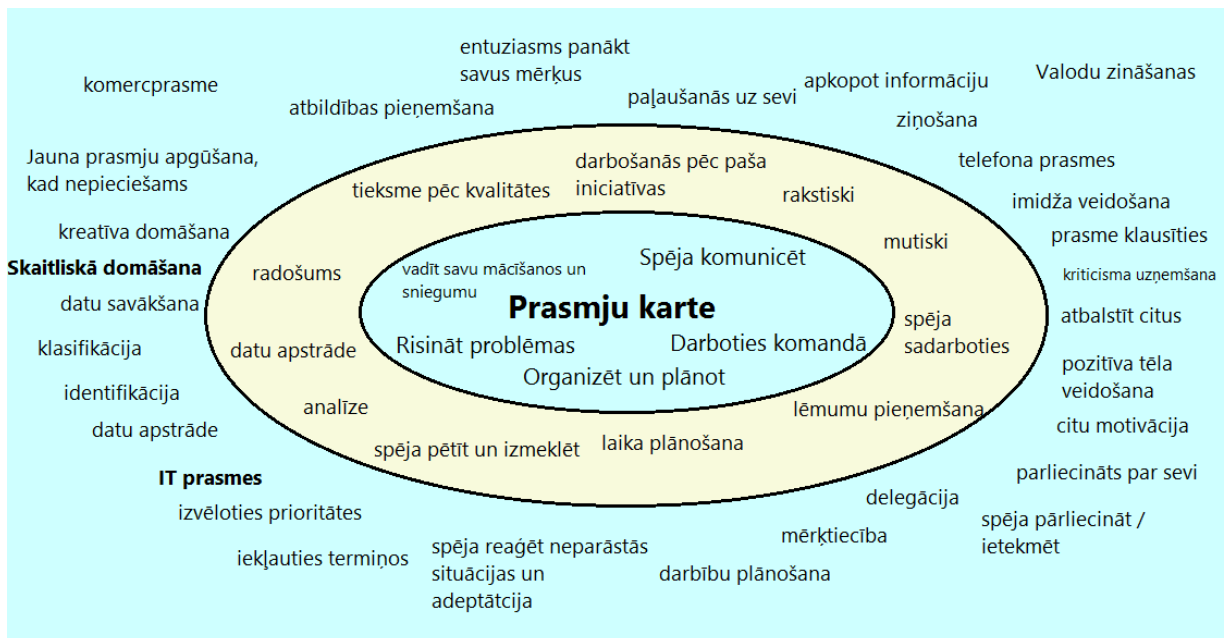 entuziasms panākt
savus mērķus
komercprasme
atbildības pieņemšana
paļaušanās uz sevi
apkopot informāciju
Valodu zināšanas
ziņošana
Jauna prasmju apgūšana,
kad nepieciešams
tieksme pēc kvalitātes
darbošanās pēc paša
iniciatīvas
rakstiski
telefona prasmes
imidža veidošana
kreatīva domāšana
mutiski
prasme klausīties
Skaitliskā domāšana
radošums
vadīt savu mācīšanos un
sniegumu
Spēja komunicēt
kriticisma uzņemšana
datu savākšana
Prasmju karte
spēja
sadarboties
atbalstīt citus
klasifikācija
datu apstrāde
Risināt problēmas
Darboties komandā
pozitīva tēla
veidošana
identifikācija
analīze
Organizēt un plānot
lēmumu pieņemšana
citu motivācija
datu apstrāde
spēja pētīt un izmeklēt
laika plānošana
IT prasmes
parliecināts par sevi
izvēloties prioritātes
delegācija
spēja pārliecināt /
ietekmēt
iekļauties termiņos
spēja reaģēt neparāstās
situācijas un
adeptātcija
mērķtiecība
darbību plānošana